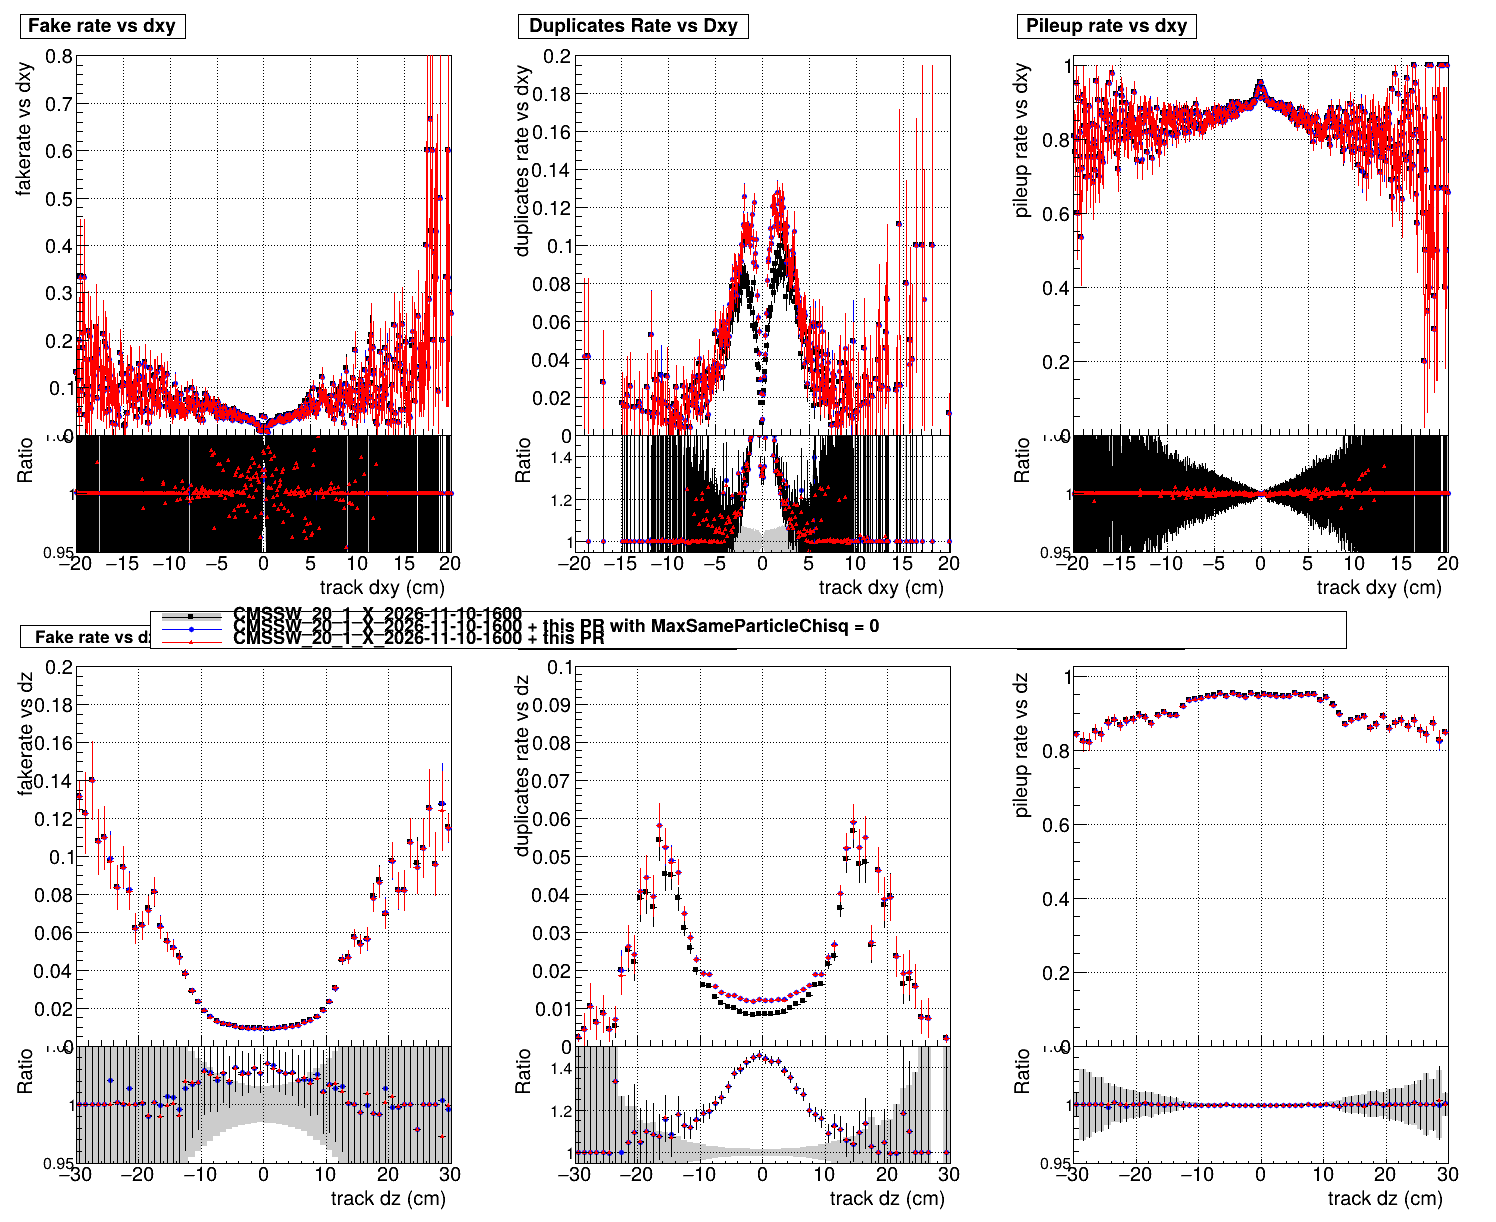 Fake rate vs dxy
Duplicates Rate vs Dxy
Pileup rate vs dxy
fakerate vs dxy
0.8
0.7
0.6
0.5
0.4
0.3
0.2
0.1
0
Ratio
1
0.95
−20 −15 −10 −5 0 5 10 15 20
track dxy (cm)
duplicates rate vs dxy
0.2
0.18
0.16
0.14
0.12
0.1
0.08
0.06
0.04
0.02
0
Ratio
1.4
1.2
1
−20 −15 −10 −5 0 5 10 15 20
track dxy (cm)
pileup rate vs dxy
1
0.8
0.6
0.4
0.2
0
Ratio
1
0.95
−20 −15 −10 −5 0 5 10 15 20
track dxy (cm)
CMSSW_20_1_X_2026-11-10-1600
CMSSW_20_1_X_2026-11-10-1600 + this PR with MaxSameParticleChisq = 0
CMSSW_20_1_X_2026-11-10-1600 + this PR
Fake rate vs dz
fakerate vs dz
0.2
0.18
0.16
0.14
0.12
0.1
0.08
0.06
0.04
0.02
0
Ratio
1
0.95
−30 −20 −10 0 10 20 30
track dz (cm)
duplicates rate vs dz
0.1
0.09
0.08
0.07
0.06
0.05
0.04
0.03
0.02
0.01
0
Ratio
1.4
1.2
1
−30 −20 −10 0 10 20 30
track dz (cm)
pileup rate vs dz
1
0.8
0.6
0.4
0.2
0
Ratio
1
0.95
−30 −20 −10 0 10 20 30
track dz (cm)